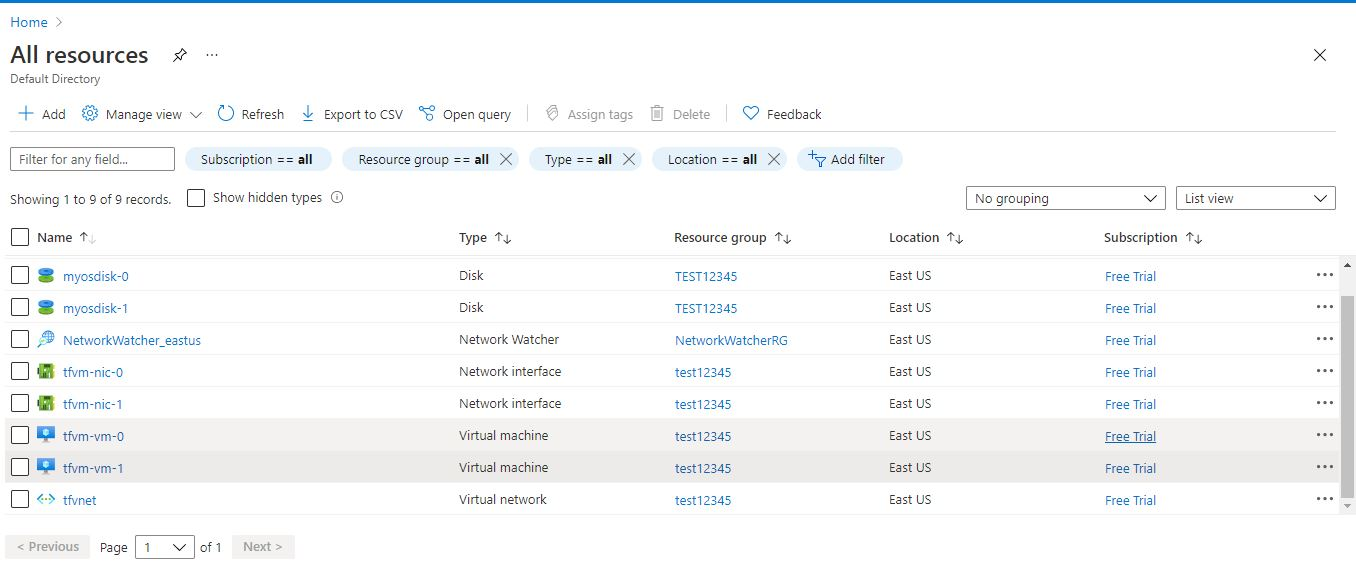 Home >
All resources ...
Default Directory
Add Manage view Refresh Export to CSV Open query Assign tags Delete Feedback
Filter for any field... Subscription == all Resource group == all Type == all Location == all Add filter
Showing 1 to 9 of 9 records. Show hidden types No grouping List view
Name Type Resource group Location Subscription
myosdisk-0 Disk TEST12345 East US Free Trial
myosdisk-1 Disk TEST12345 East US Free Trial
NetworkWatcher_eastus Network Watcher NetworkWatcherRG East US Free Trial
tfvm-nic-0 Network interface test12345 East US Free Trial
tfvm-nic-1 Network interface test12345 East US Free Trial
tfvm-vm-0 Virtual machine test12345 East US Free Trial
tfvm-vm-1 Virtual machine test12345 East US Free Trial
tfvnet Virtual network test12345 East US Free Trial
< Previous Page 1 of 1 Next >